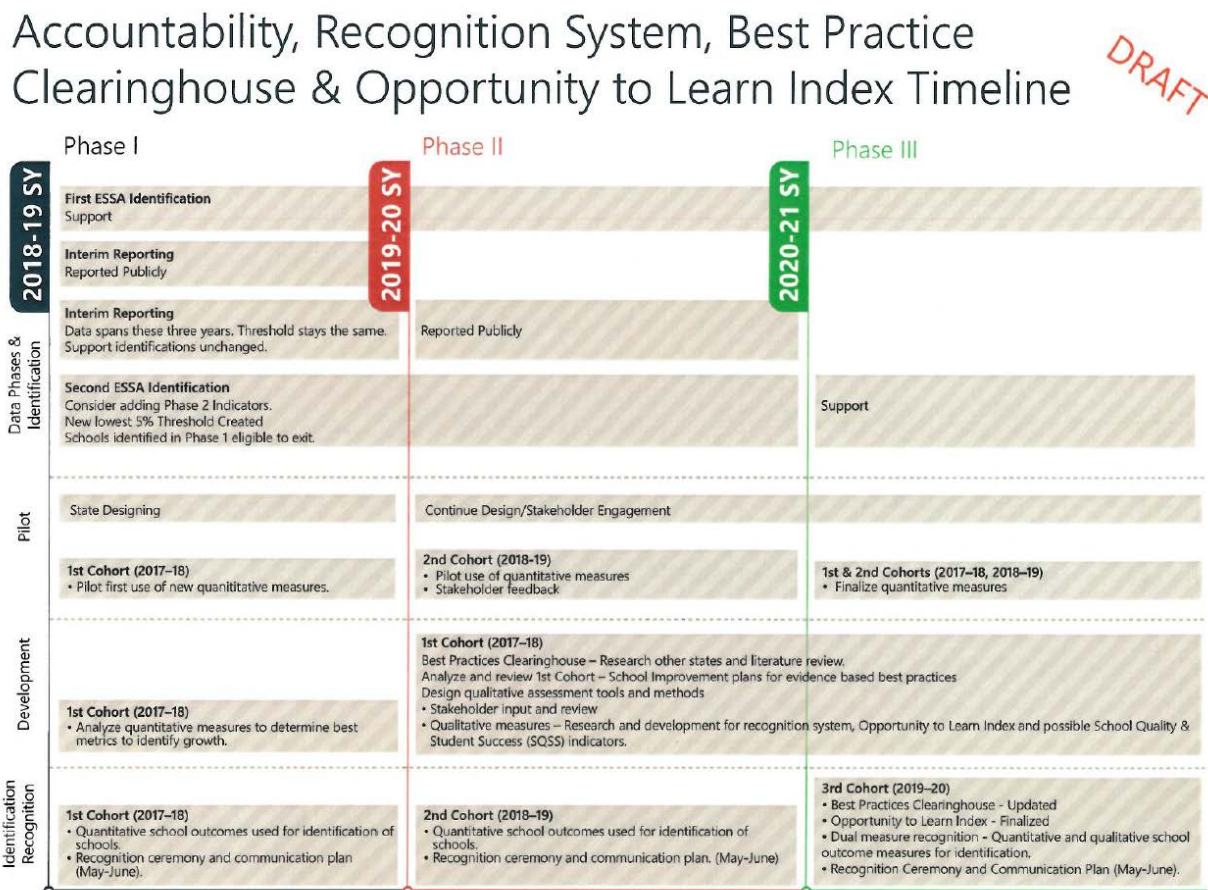 Accountability, Recognition System, Best Practice
Clearinghouse & Opportunity to Learn Index Timeline
DRAFT
Phase I
Phase II
Phase III
2018-19 SY
2019-20 SY
2020-21 SY
Data Phases &
Identification
First ESSA Identification
Support
Interim Reporting
Reported Publicly
Interim Reporting
Data spans these three years. Threshold stays the same.
Support identifications unchanged.
Reported Publicly
Second ESSA Identification
Consider adding Phase 2 Indicators.
New lowest 5% Threshold Created
Schools identified in Phase 1 eligible to exit.
Support
Pilot
State Designing
Continue Design/Stakeholder Engagement
1st Cohort (2017–18)
• Pilot first use of new quanititative measures.
2nd Cohort (2018-19)
• Pilot use of quantitative measures
• Stakeholder feedback
1st & 2nd Cohorts (2017–18, 2018–19)
• Finalize quantitative measures
Development
1st Cohort (2017–18)
• Analyze quantitative measures to determine best
metrics to identify growth.
1st Cohort (2017–18)
Best Practices Clearinghouse – Research other states and literature review.
Analyze and review 1st Cohort – School Improvement plans for evidence based best practices
Design qualitative assessment tools and methods
• Stakeholder input and review
• Qualitative measures – Research and development for recognition system, Opportunity to Learn Index and possible School Quality &
Student Success (SQSS) indicators.
Identification
Recognition
1st Cohort (2017–18)
• Quantitative school outcomes used for identification of
schools.
• Recognition ceremony and communication plan
(May-June).
2nd Cohort (2018–19)
• Quantitative school outcomes used for identification of
schools.
• Recognition ceremony and communication plan. (May-June)
3rd Cohort (2019–20)
• Best Practices Clearinghouse - Updated
• Opportunity to Learn Index - Finalized
• Dual measure recognition - Quantitative and qualitative school
outcome measures for identification.
• Recognition Ceremony and Communication Plan (May-June).